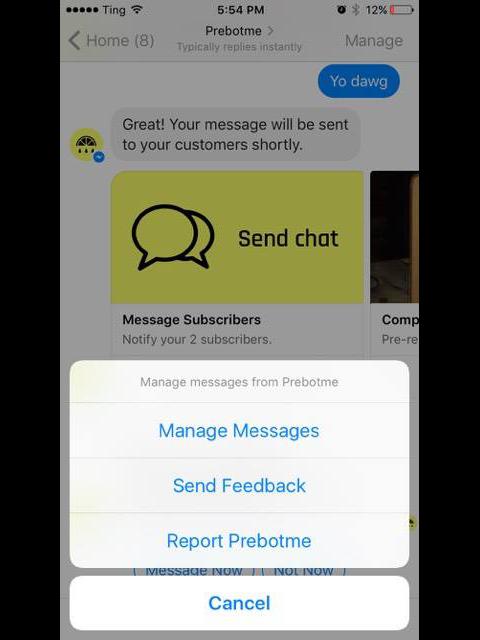 Ting
5:54 PM
12%
Home (8)
Prebotme
Typically replies instantly
Manage
Yo dawg
Great! Your message will be sent
to your customers shortly.
Send chat
Message Subscribers
Notify your 2 subscribers.
Comp
Pre-re
Manage messages from Prebotme
Manage Messages
Send Feedback
Report Prebotme
Message Now
Not Now
Cancel